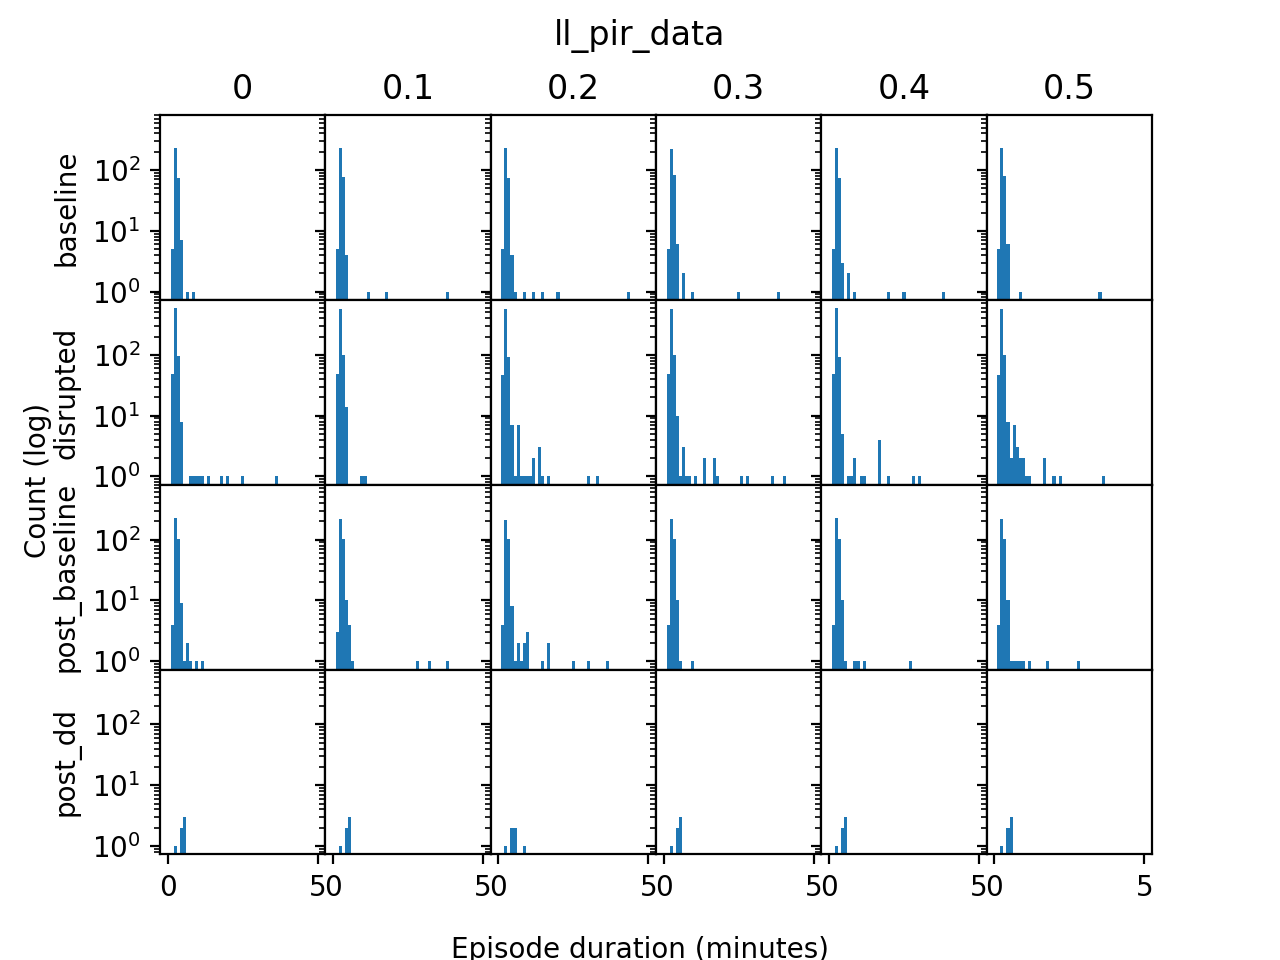 ll_pir_data
0 0.1 0.2 0.3 0.4 0.5
Count (log)
baseline
10² 10¹ 10⁰
disrupted
10² 10¹ 10⁰
post_baseline
10² 10¹ 10⁰
post_dd
10² 10¹ 10⁰
0 50 50 50 50 50 5
Episode duration (minutes)